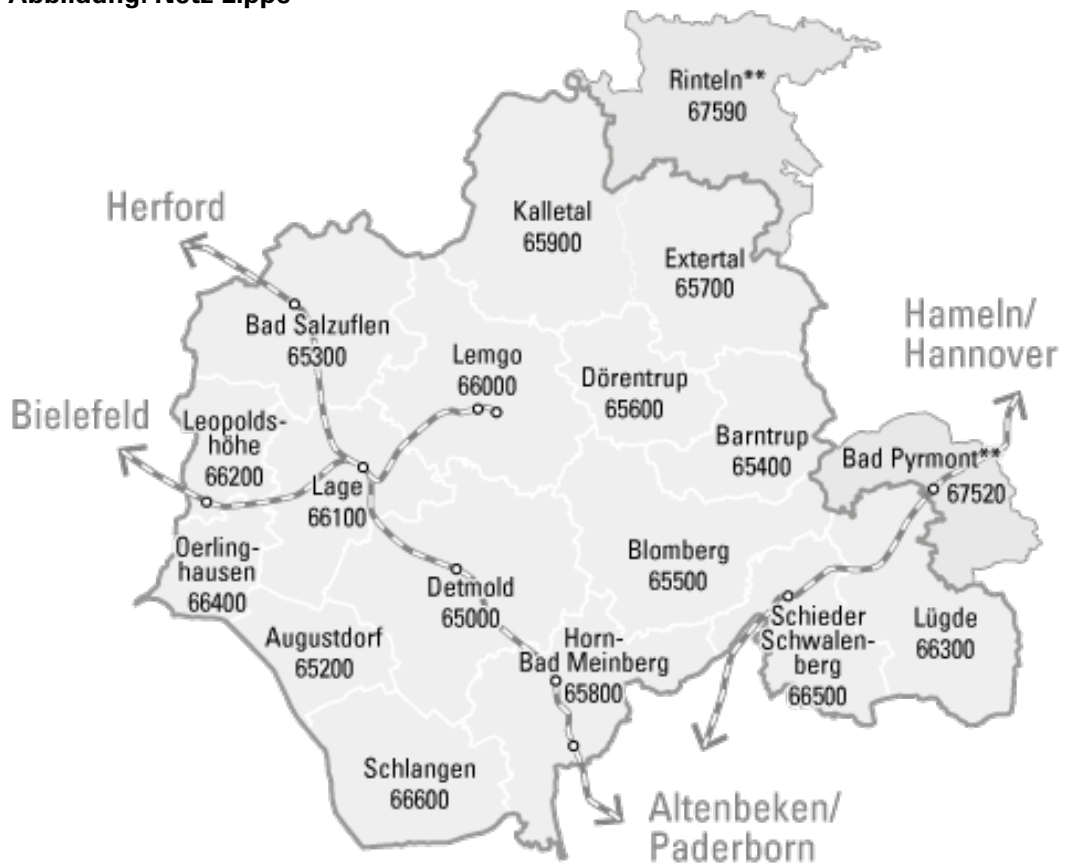 Abbildung: Netz Lippe
Rinteln**
67590
Herford
Kalletal
65900
Extertal
65700
Hameln/
Hannover
Bad Salzuflen
65300
Lemgo
66000
Dörentrup
65600
Bielefeld
Leopolds-
höhe
66200
Barntrup
65400
Bad Pyrmont**
67520
Lage
66100
Oerling-
hausen
66400
Blomberg
65500
Detmold
65000
Schieder
Schwalen-
berg
66500
Lügde
66300
Augustdorf
65200
Horn-
Bad Meinberg
65800
Schlangen
66600
Altenbeken/
Paderborn